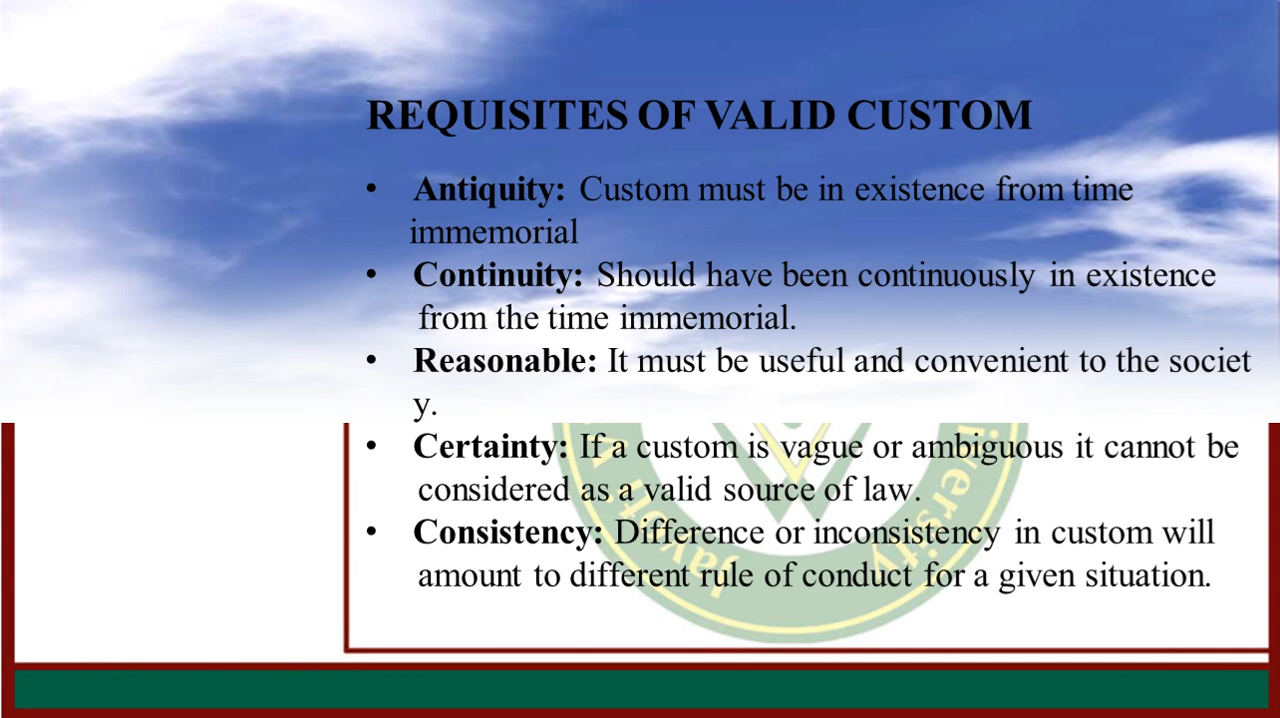 REQUISITES OF VALID CUSTOM
• Antiquity: Custom must be in existence from time
immemorial
• Continuity: Should have been continuously in existence
from the time immemorial.
• Reasonable: It must be useful and convenient to the societ
y.
• Certainty: If a custom is vague or ambiguous it cannot be
considered as a valid source of law.
• Consistency: Difference or inconsistency in custom will
amount to different rule of conduct for a given situation.